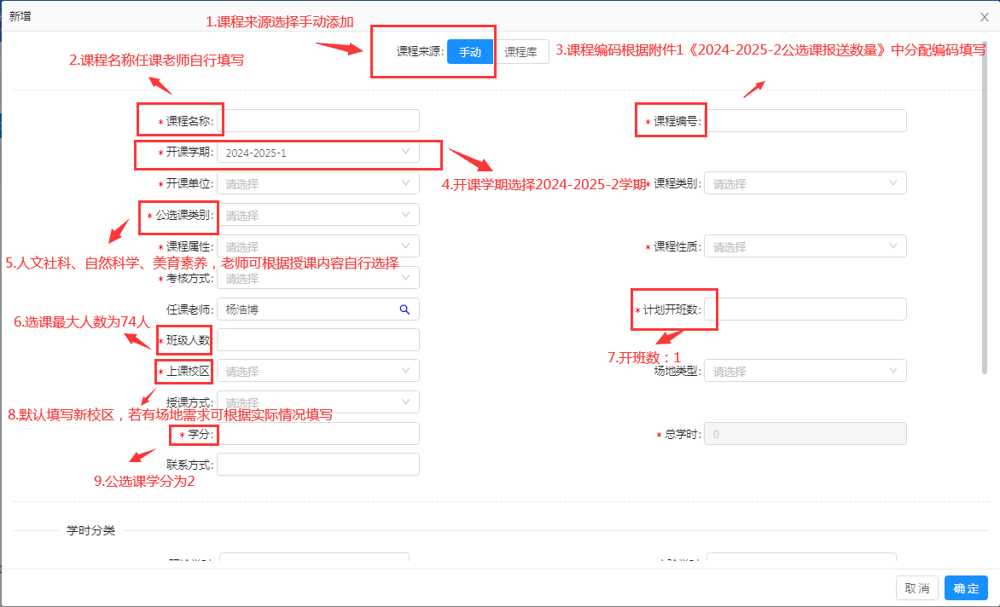 新增
1.课程来源选择手动添加
课程来源: 手动 课程库
3.课程编码根据附件1《2024-2025-2公选课报送数量》中分配编码填写
2.课程名称任课老师自行填写
* 课程名称:
* 课程编号:
* 开课学期: 2024-2025-1
4.开课学期选择2024-2025-2学期
* 开课单位: 请选择
* 课程类别: 请选择
* 公选课类别: 请选择
* 课程属性: 请选择
* 课程性质: 请选择
5.人文社科、自然科学、美育素养，老师可根据授课内容自行选择
* 考核方式: 请选择
任课老师: 杨浩博
* 计划开班数:
6.选课最大人数为74人
* 班级人数
7.开班数：1
* 上课校区 请选择
场地类型: 请选择
授课方式: 请选择
8.默认填写新校区，若有场地需求可根据实际情况填写
* 学分:
* 总学时: 0
联系方式:
9.公选课学分为2
学时分类
取消 确定